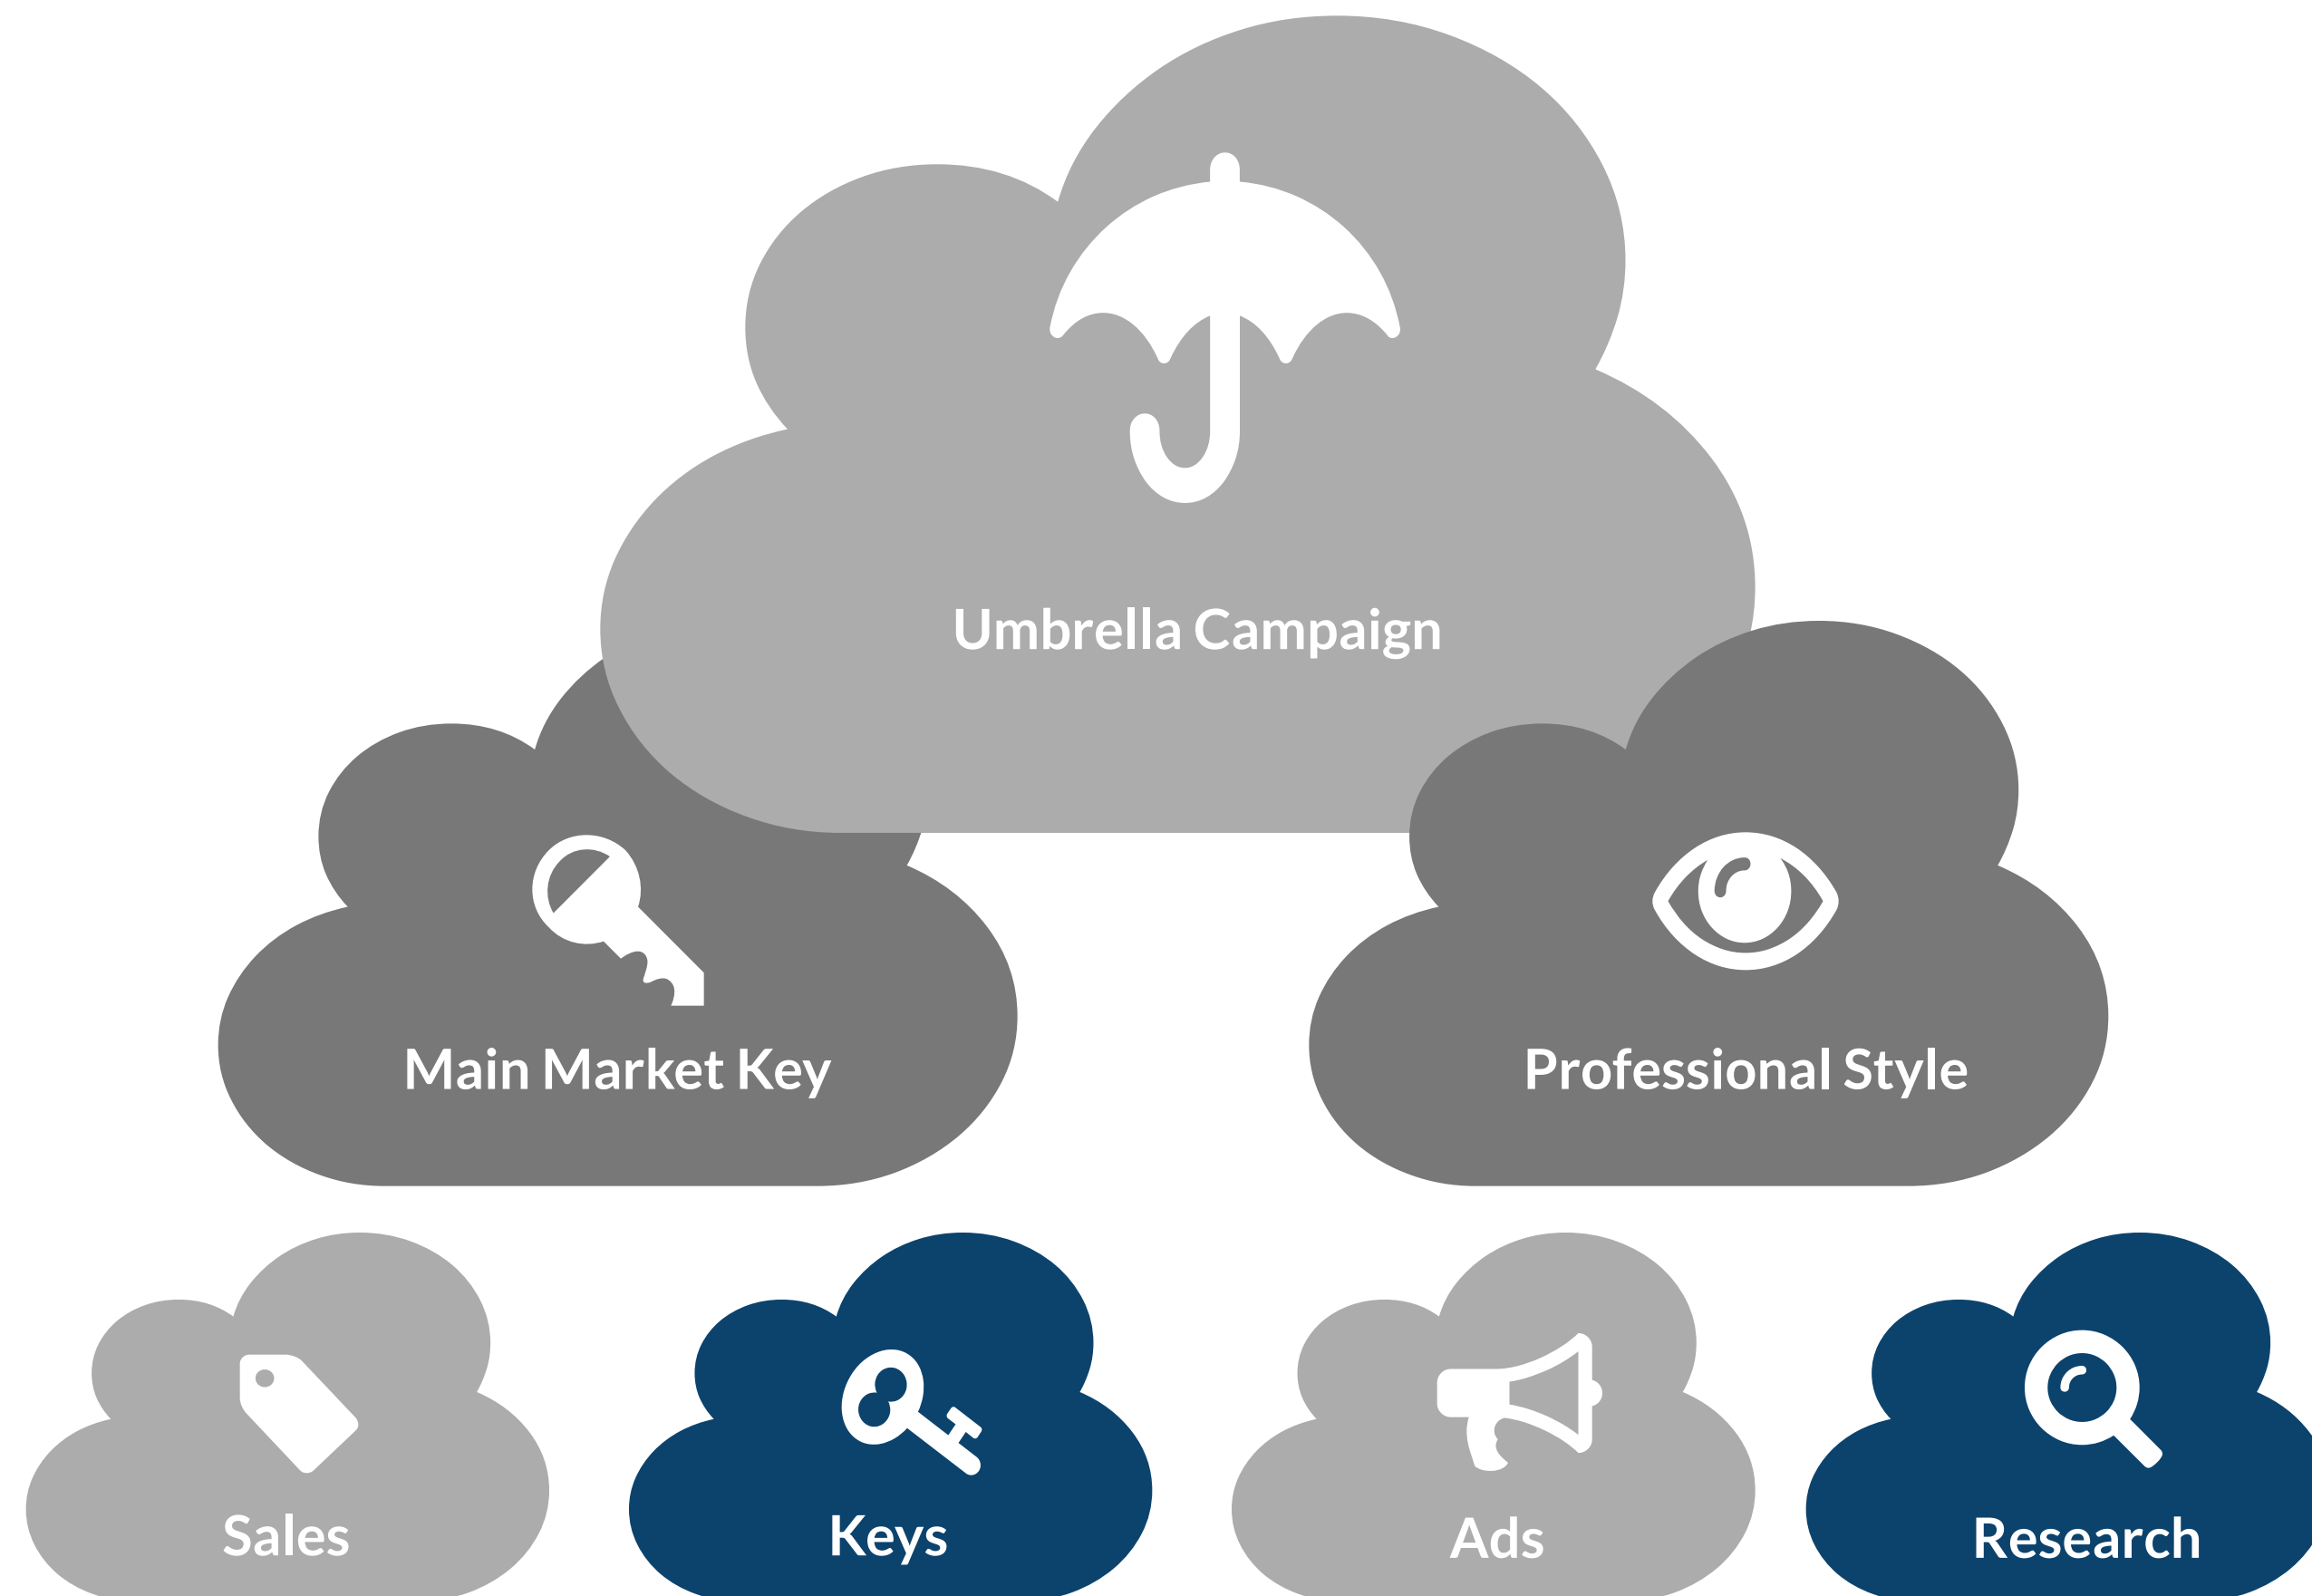 Umbrella Campaign
Main Market Key
Professional Style
Sales
Keys
Ads
Research